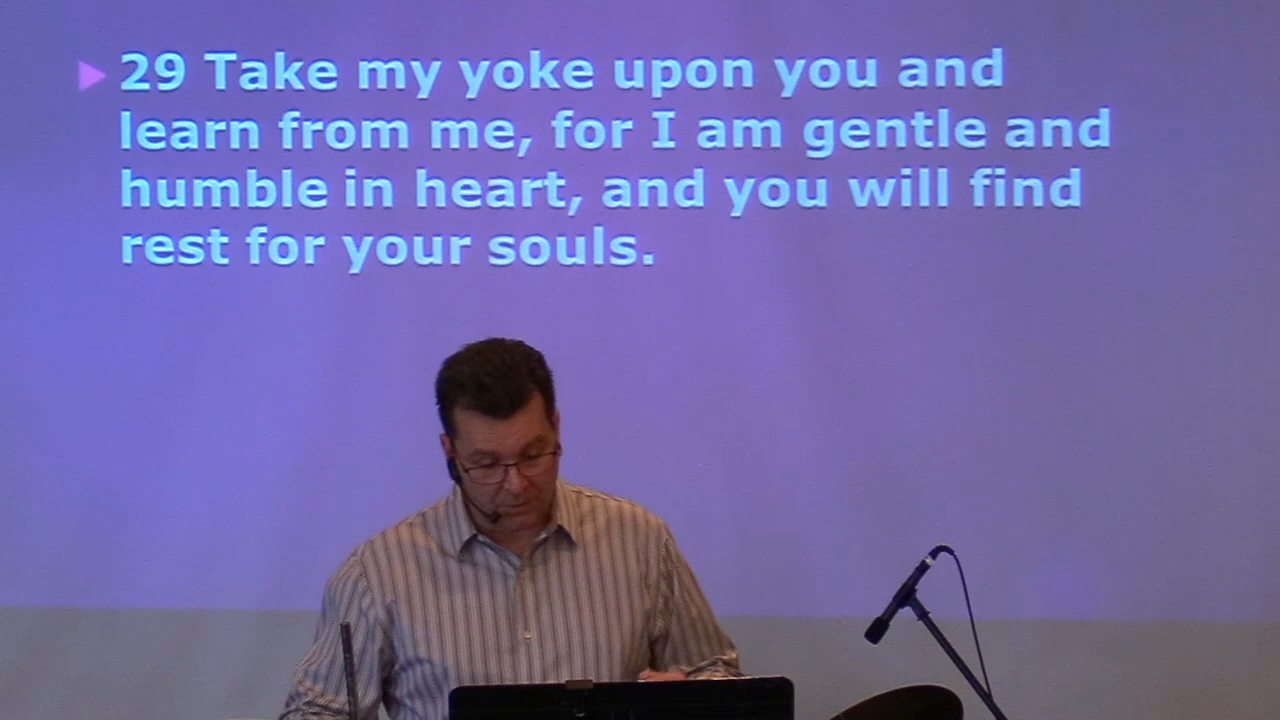 29 Take my yoke upon you and
learn from me, for I am gentle and
humble in heart, and you will find
rest for your souls.